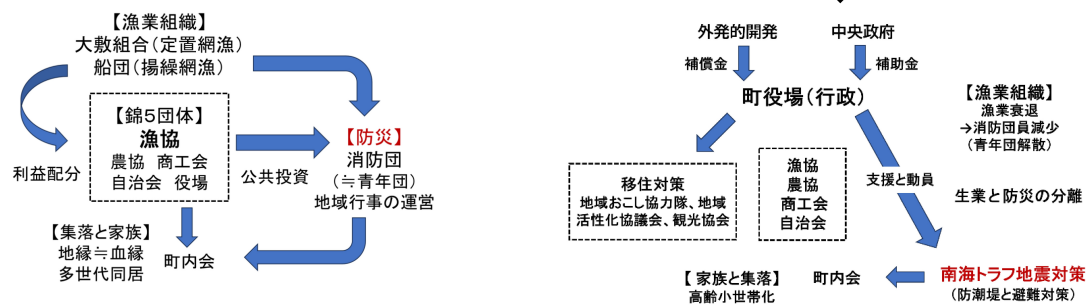 【漁業組織】
大敷組合（定置網漁）
船団（揚繰網漁）
【錦５団体】
漁協
農協　商工会
自治会　役場
利益配分
公共投資
【防災】
消防団
（≒青年団）
地域行事の運営
【集落と家族】
地縁≒血縁
多世代同居
町内会
外発的開発
中央政府
補償金
補助金
町役場（行政）
【漁業組織】
漁業衰退
→消防団員減少
（青年団解散）
移住対策
地域おこし協力隊、地域
活性化協議会、観光協会
漁協
農協
商工会
自治会
支援と動員
生業と防災の分離
【 家族と集落】
高齢小世帯化
町内会
南海トラフ地震対策
（防潮堤と避難対策）